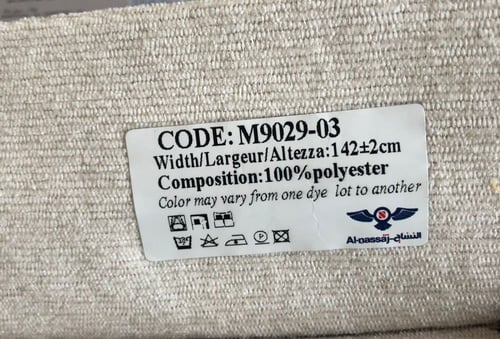 CODE: M9029-03
Width/Largeur/Altezza:142±2cm
Composition:100%polyester
Color may vary from one dye lot to another
Al-nassaj النساج